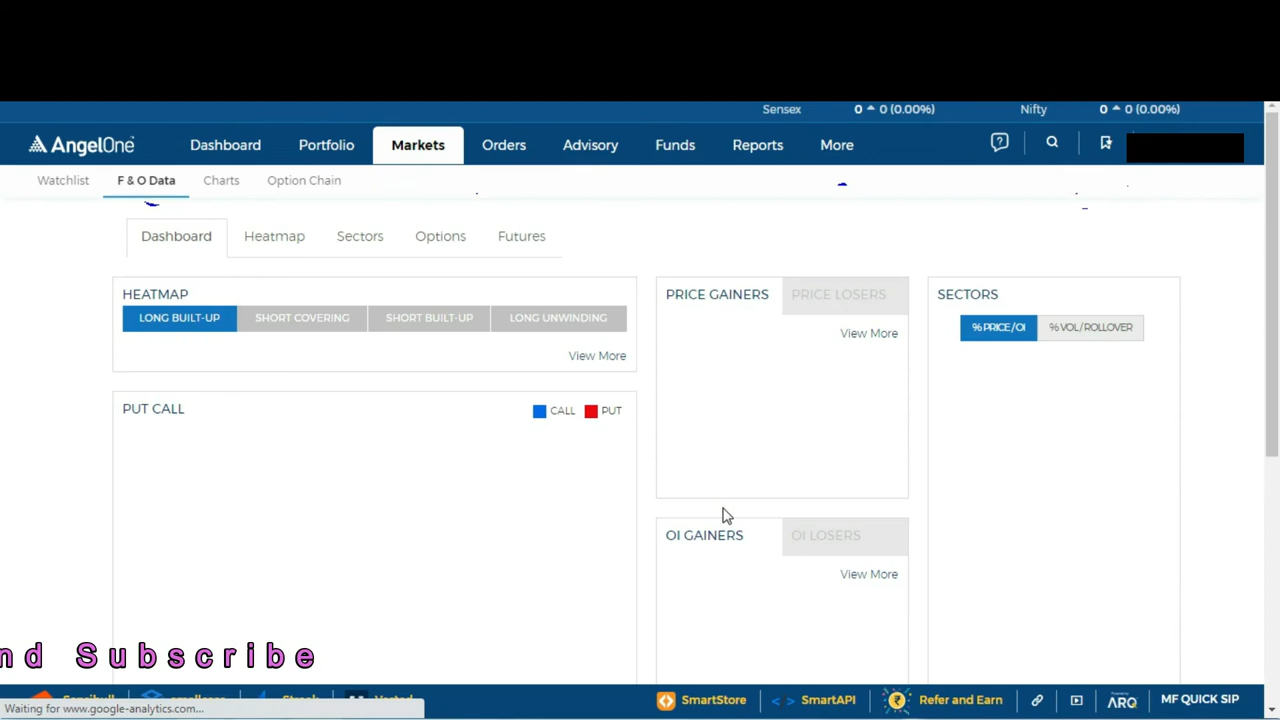 Sensex 0 0 (0.00%) Nifty 0 0 (0.00%)
AngelOne Dashboard Portfolio Markets Orders Advisory Funds Reports More
Watchlist F & O Data Charts Option Chain
Dashboard Heatmap Sectors Options Futures
HEATMAP
LONG BUILT-UP SHORT COVERING SHORT BUILT-UP LONG UNWINDING
View More
PUT CALL CALL PUT
PRICE GAINERS PRICE LOSERS
View More
OI GAINERS OI LOSERS
View More
SECTORS
% PRICE / OI % VOL / ROLLOVER
nd Subscribe
SmartStore SmartAPI Refer and Earn ARQ MF QUICK SIP
Waiting for www.google-analytics.com...